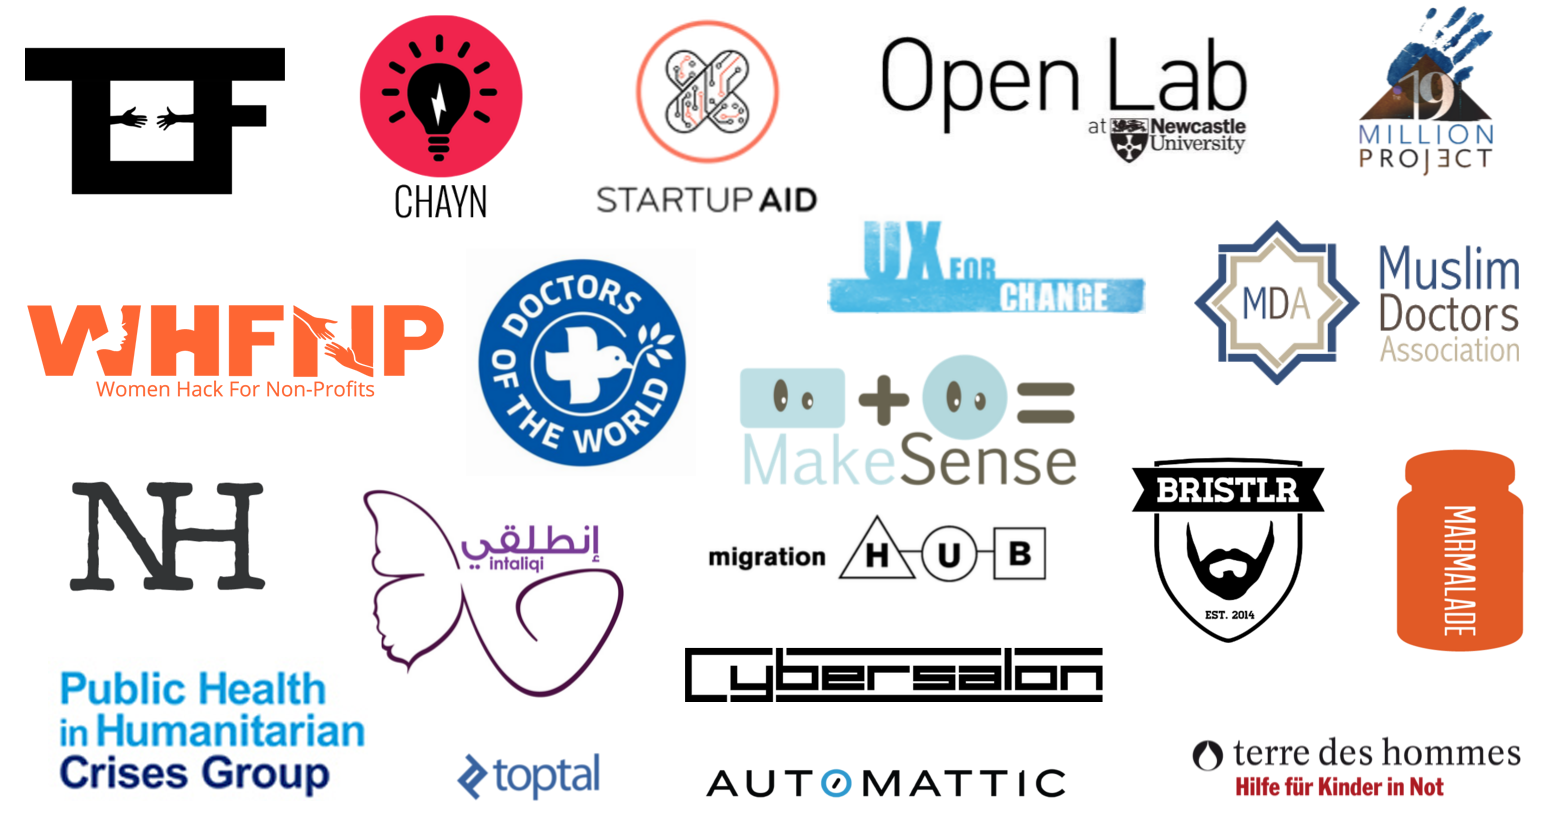 TOF
CHAYN
STARTUP AID
Open Lab
at Newcastle
University
19
MILLION
PROJECT
WHFNP
Women Hack For Non-Profits
DOCTORS
OF THE WORLD
UX FOR
CHANGE
MDA
Muslim
Doctors
Association
MakeSense
NH
إنطلقي
intaliqi
migration HUB
BRISTLR
EST. 2014
MARMALADE
Cybersalon
Public Health
in Humanitarian
Crises Group
toptal
AUTOMATTIC
terre des hommes
Hilfe für Kinder in Not